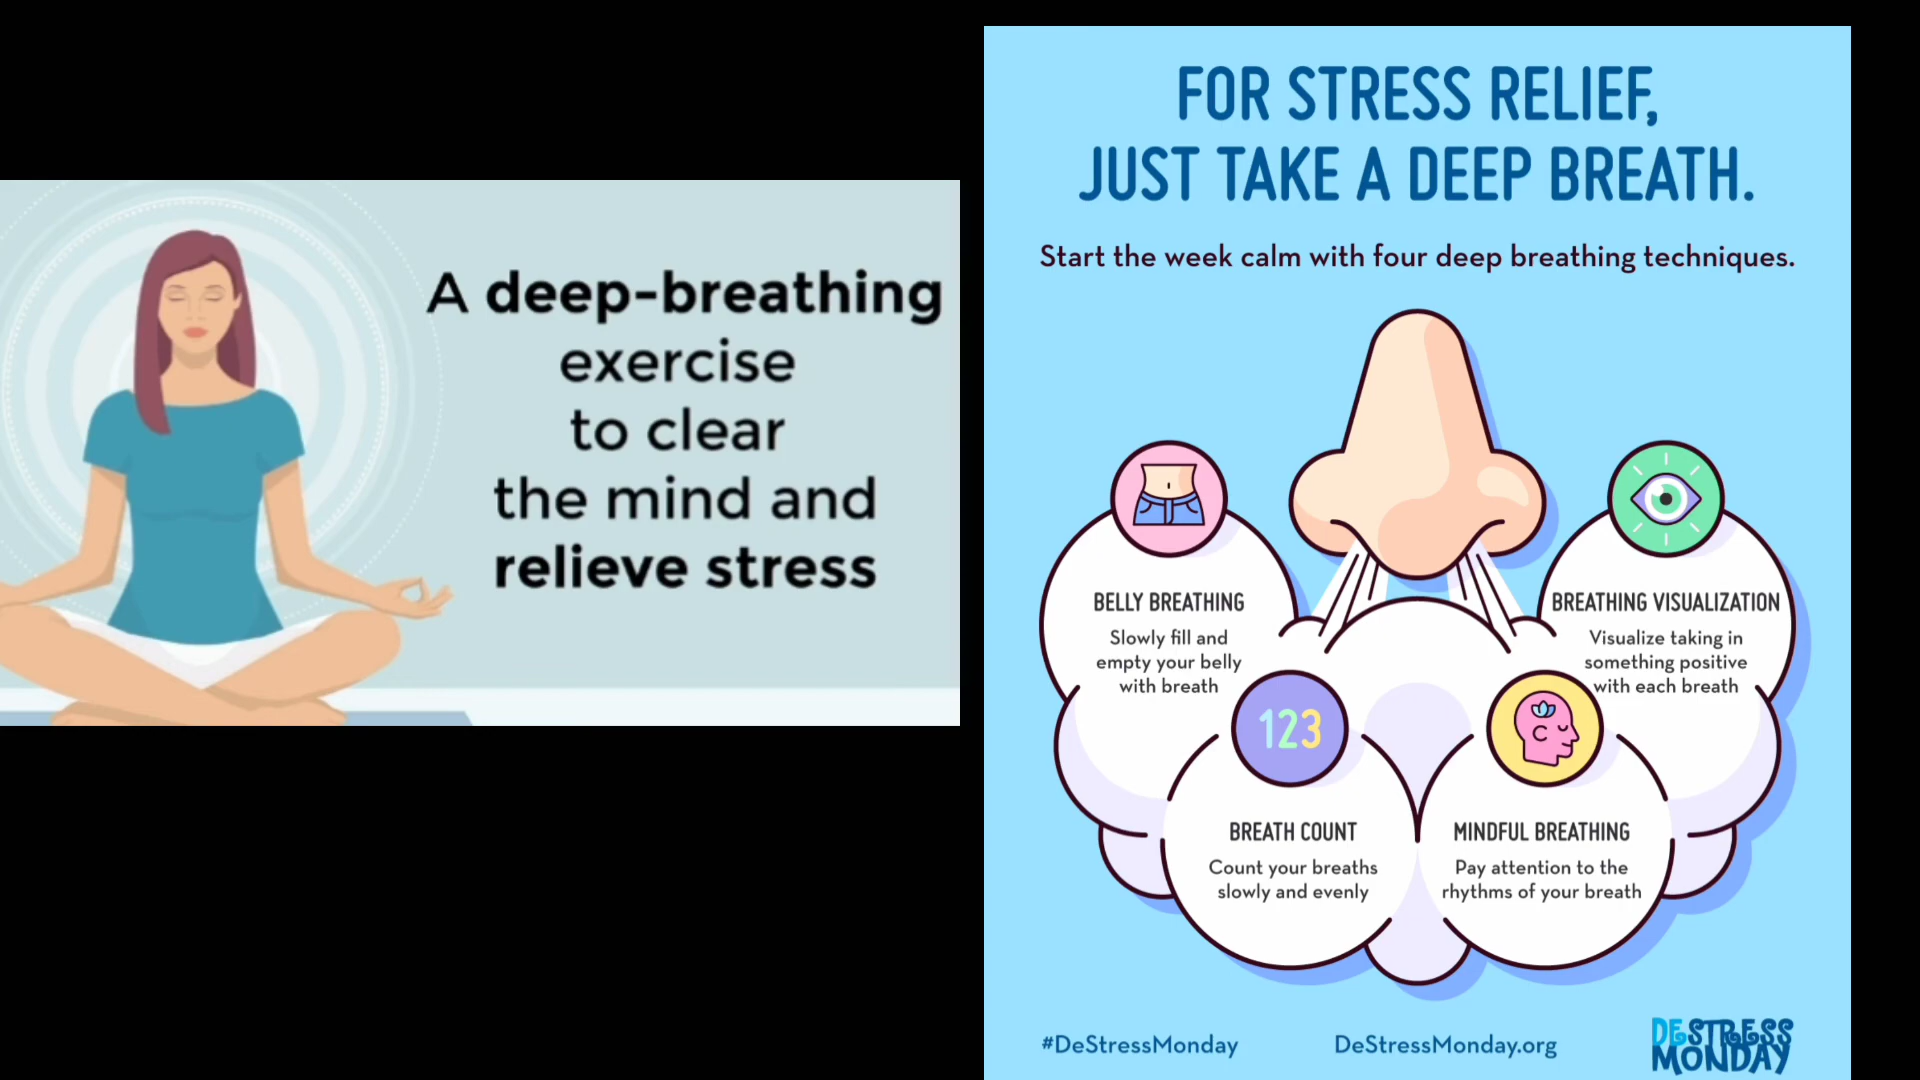 A deep-breathing
exercise
to clear
the mind and
relieve stress
FOR STRESS RELIEF,
JUST TAKE A DEEP BREATH.
Start the week calm with four deep breathing techniques.
BELLY BREATHING
Slowly fill and
empty your belly
with breath
BREATHING VISUALIZATION
Visualize taking in
something positive
with each breath
123
BREATH COUNT
Count your breaths
slowly and evenly
MINDFUL BREATHING
Pay attention to the
rhythms of your breath
#DeStressMonday
DeStressMonday.org
DESTRESS
MONDAY